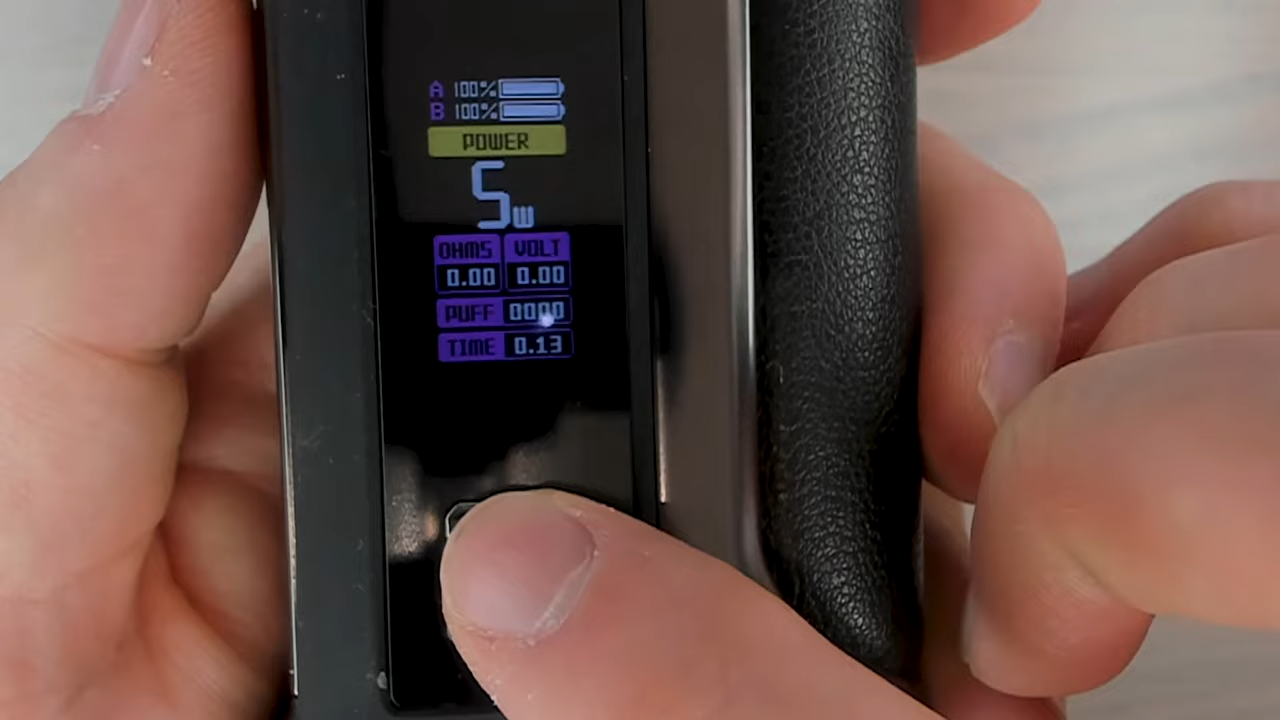 A 100%
B 100%
POWER
5W
OHMS VOLT
0.00 0.00
PUFF 0000
TIME 0.13